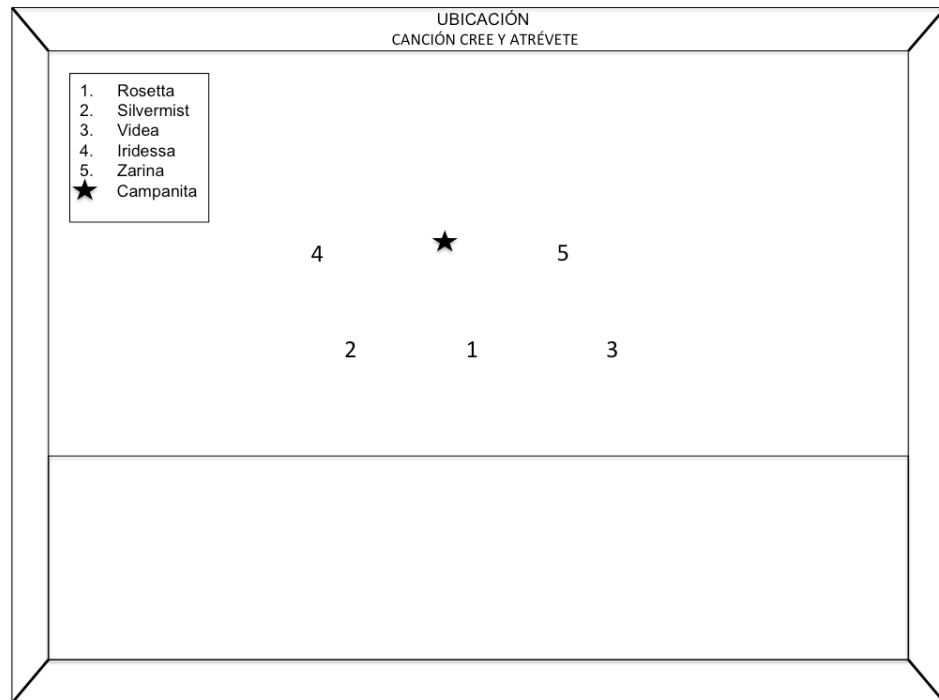 UBICACIÓN
CANCIÓN CREE Y ATRÉVETE
1. Rosetta
2. Silvermist
3. Videa
4. Iridessa
5. Zarina
★ Campanita
4 ★ 5
2 1 3